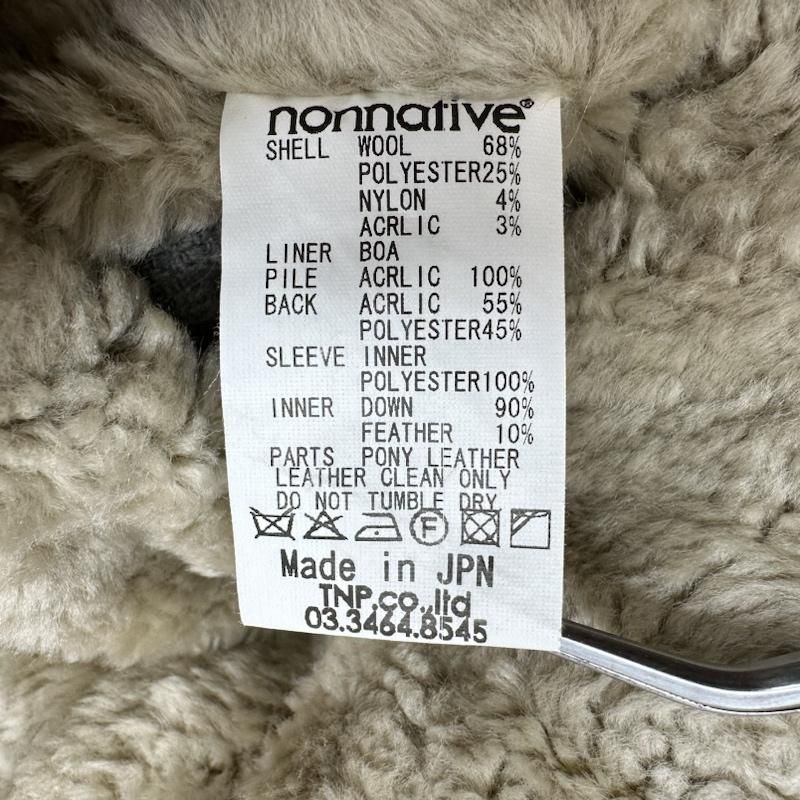 nonnative®
SHELL WOOL 68%
POLYESTER25%
NYLON 4%
ACRLIC 3%
LINER BOA
PILE ACRLIC 100%
BACK ACRLIC 55%
POLYESTER45%
SLEEVE INNER
POLYESTER100%
INNER DOWN 90%
FEATHER 10%
PARTS PONY LEATHER
LEATHER CLEAN ONLY
DO NOT TUMBLE DRY
F
Made in JPN
TNP.co.,ltd
03.3464.8545